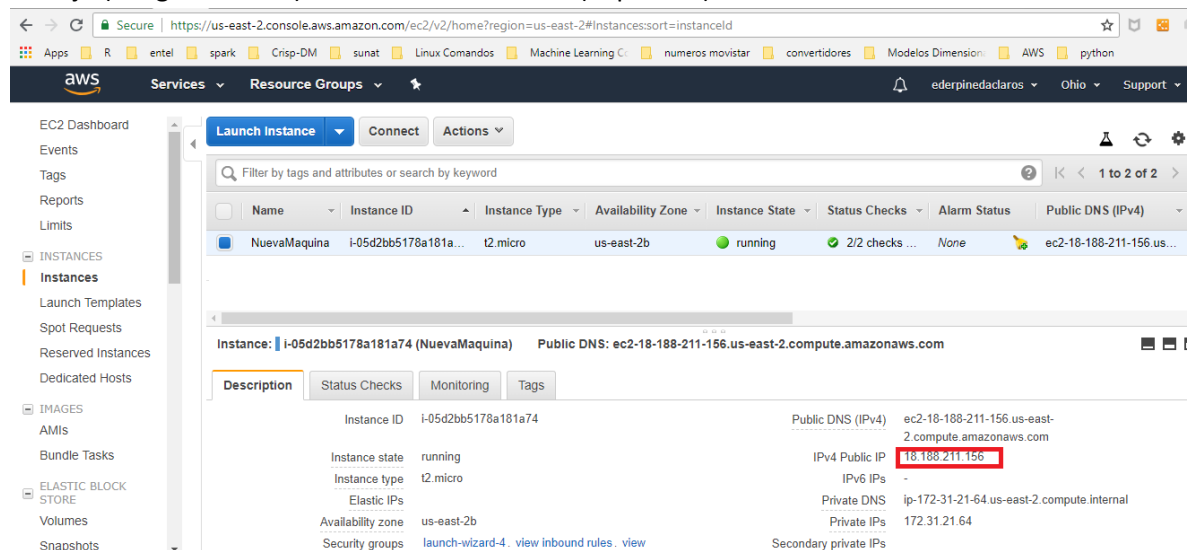 Secure | https://us-east-2.console.aws.amazon.com/ec2/v2/home?region=us-east-2#Instances:sort=instanceId
Apps R entel spark Crisp-DM sunat Linux Comandos Machine Learning C numeros movistar convertidores Modelos Dimension AWS python
aws Services Resource Groups ederpinedaclaros Ohio Support
EC2 Dashboard
Events
Tags
Reports
Limits
INSTANCES
Instances
Launch Templates
Spot Requests
Reserved Instances
Dedicated Hosts
IMAGES
AMIs
Bundle Tasks
ELASTIC BLOCK
STORE
Volumes
Snapshots
Launch Instance Connect Actions
Filter by tags and attributes or search by keyword 1 to 2 of 2
Name Instance ID Instance Type Availability Zone Instance State Status Checks Alarm Status Public DNS (IPv4)
NuevaMaquina i-05d2bb5178a181a... t2.micro us-east-2b running 2/2 checks ... None ec2-18-188-211-156.us...
Instance: i-05d2bb5178a181a74 (NuevaMaquina) Public DNS: ec2-18-188-211-156.us-east-2.compute.amazonaws.com
Description Status Checks Monitoring Tags
Instance ID i-05d2bb5178a181a74 Public DNS (IPv4) ec2-18-188-211-156.us-east-
2.compute.amazonaws.com
Instance state running IPv4 Public IP 18.188.211.156
Instance type t2.micro IPv6 IPs -
Elastic IPs Private DNS ip-172-31-21-64.us-east-2.compute.internal
Availability zone us-east-2b Private IPs 172.31.21.64
Security groups launch-wizard-4. view inbound rules. view Secondary private IPs